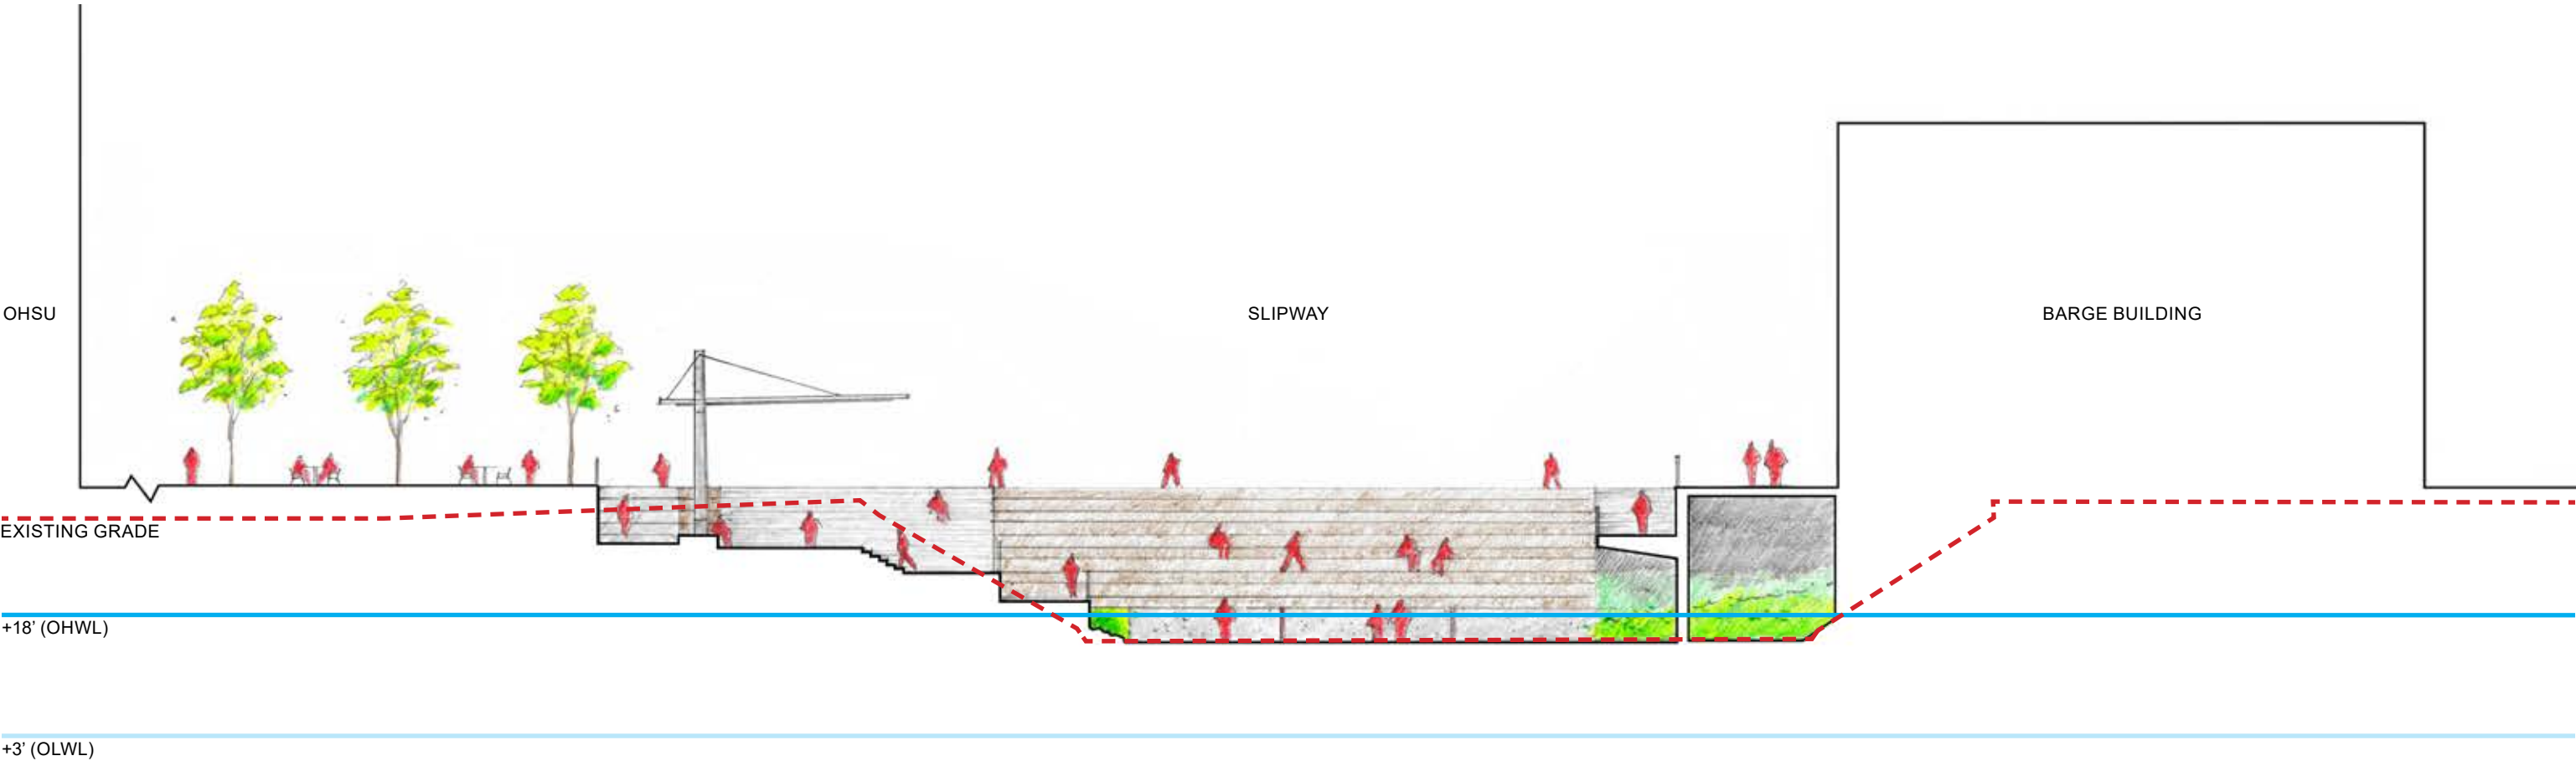 OHSU
SLIPWAY
BARGE BUILDING
EXISTING GRADE
+18’ (OHWL)
+3’ (OLWL)